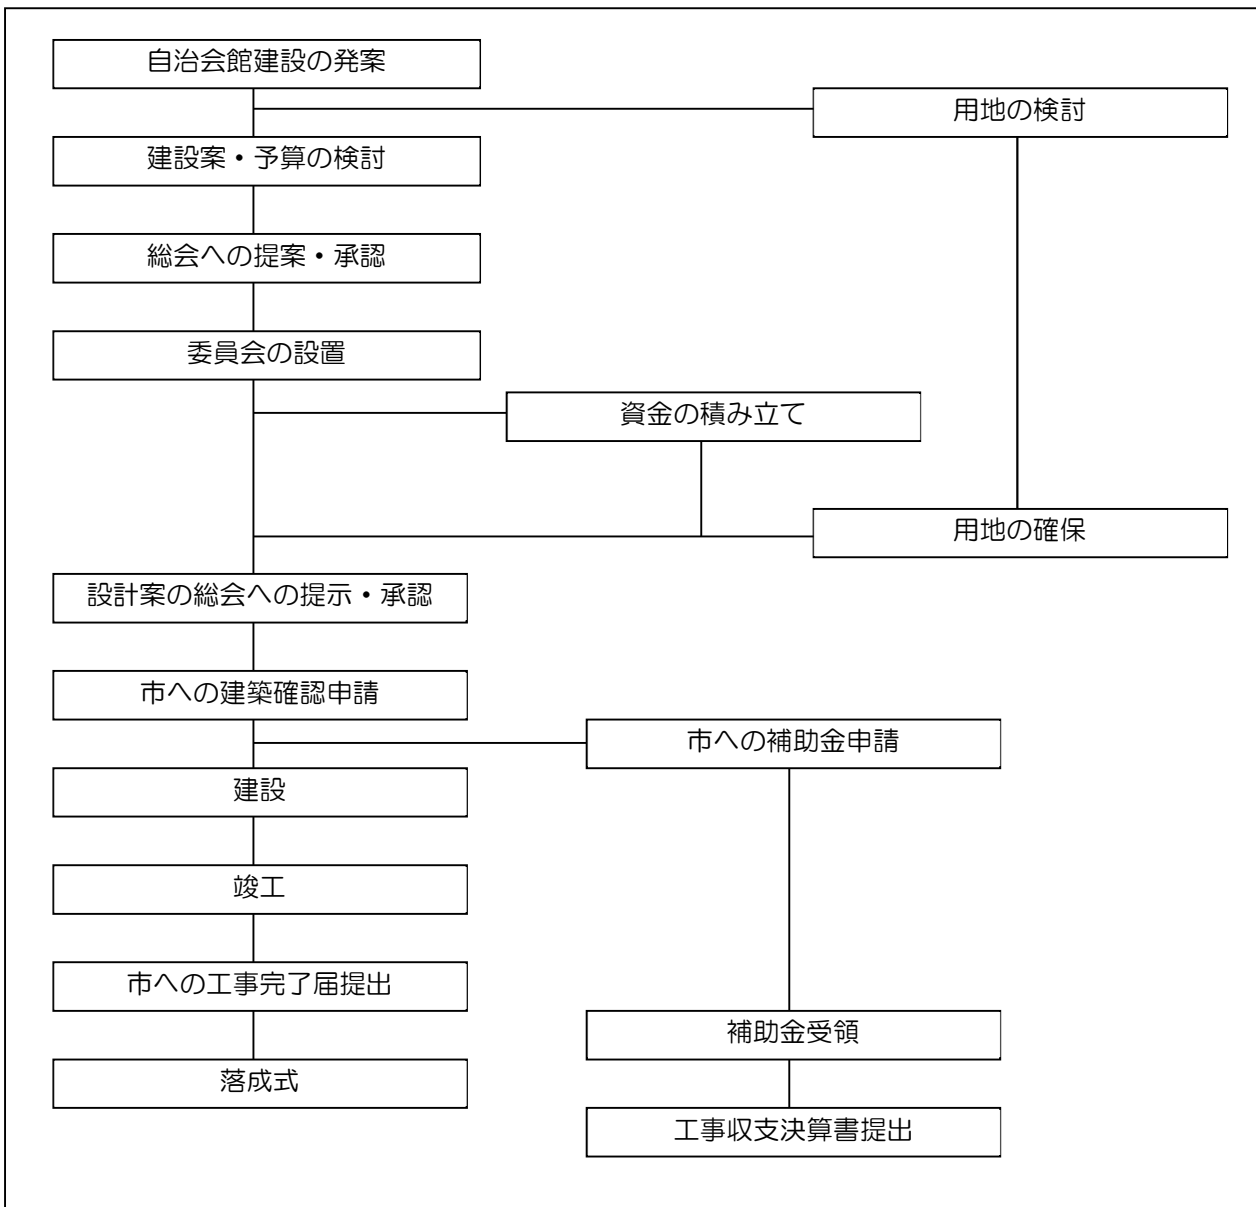 自治会館建設の発案
用地の検討
建設案・予算の検討
総会への提案・承認
委員会の設置
資金の積み立て
用地の確保
設計案の総会への提示・承認
市への建築確認申請
市への補助金申請
建設
竣工
市への工事完了届提出
補助金受領
落成式
工事収支決算書提出